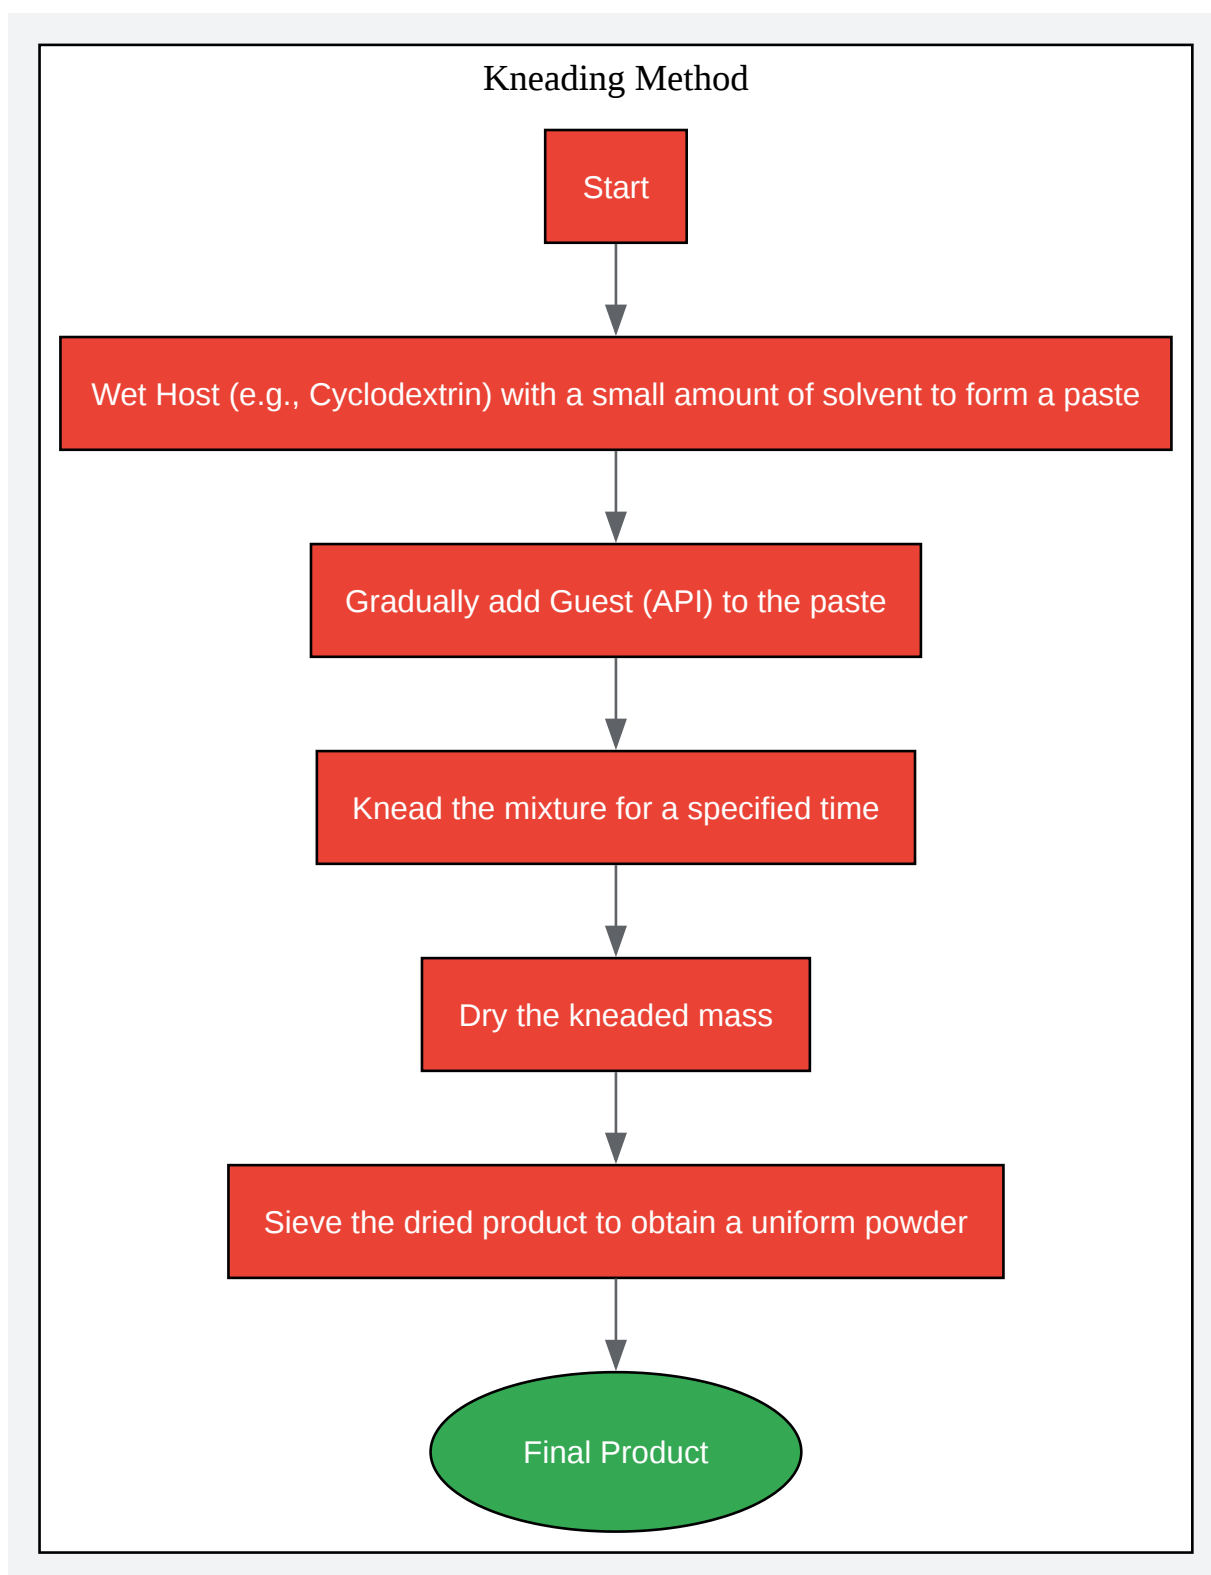 Kneading Method
Start
Wet Host (e.g., Cyclodextrin) with a small amount of solvent to form a paste
Gradually add Guest (API) to the paste
Knead the mixture for a specified time
Dry the kneaded mass
Sieve the dried product to obtain a uniform powder
Final Product